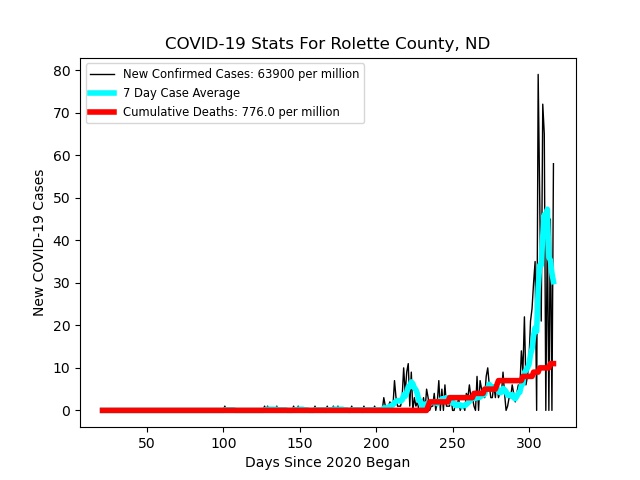 COVID-19 Stats For Rolette County, ND
New Confirmed Cases: 63900 per million
7 Day Case Average
Cumulative Deaths: 776.0 per million
80
70
60
50
40
30
20
10
0
New COVID-19 Cases
50 100 150 200 250 300
Days Since 2020 Began